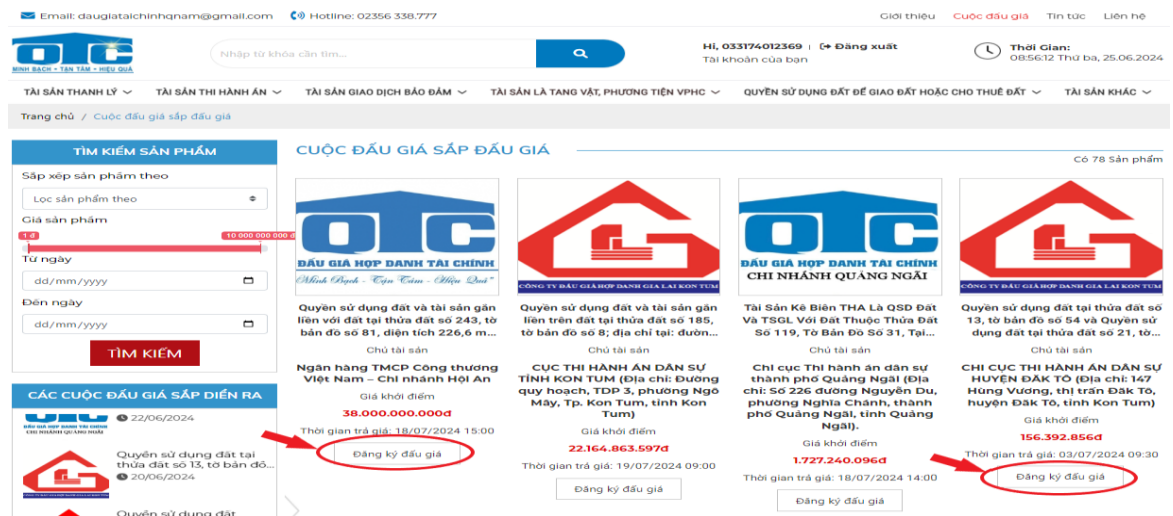 Email: daugiataichinhqnam@gmail.com Hotline: 02356 338.777
Giới thiệu Cuộc đấu giá Tin tức Liên hệ
OTC
MINH BẠCH - TẬN TÂM - HIỆU QUẢ
Nhập từ khóa cần tìm...
Hi, 033174012369 | Đăng xuất
Tài khoản của bạn
Thời Gian:
08:56:12 Thứ ba, 25.06.2024
TÀI SẢN THANH LÝ TÀI SẢN THI HÀNH ÁN TÀI SẢN GIAO DỊCH BẢO ĐẢM TÀI SẢN LÀ TANG VẬT, PHƯƠNG TIỆN VPHC QUYỀN SỬ DỤNG ĐẤT ĐỂ GIAO ĐẤT HOẶC CHO THUÊ ĐẤT TÀI SẢN KHÁC
Trang chủ / Cuộc đấu giá sắp đấu giá
TÌM KIẾM SẢN PHẨM
Sắp xếp sản phẩm theo
Lọc sản phẩm theo
Giá sản phẩm
1 đ 10 000 000 000 đ
Từ ngày
dd/mm/yyyy
Đến ngày
dd/mm/yyyy
TÌM KIẾM
CÁC CUỘC ĐẤU GIÁ SẮP DIỄN RA
ĐẤU GIÁ HỢP DANH TÀI CHÍNH
CHI NHÁNH QUẢNG NGÃI
22/06/2024
Quyền sử dụng đất tại
thửa đất số 13, tờ bản đồ...
20/06/2024
CÔNG TY ĐẤU GIÁ HỢP DANH GIA LAI KON TUM
Quyền sử dụng đất
CUỘC ĐẤU GIÁ SẮP ĐẤU GIÁ
Có 78 Sản phẩm
OTC
ĐẤU GIÁ HỢP DANH TÀI CHÍNH
"Minh Bạch - Tận Tâm - Hiệu Quả"
Quyền sử dụng đất và tài sản gắn
liền với đất tại thửa đất số 243, tờ
bản đồ số 81, diện tích 226,6 m...
Chủ tài sản
Ngân hàng TMCP Công thương
Việt Nam – Chi nhánh Hội An
Giá khởi điểm
38.000.000.000đ
Thời gian trả giá: 18/07/2024 15:00
Đăng ký đấu giá
CÔNG TY ĐẤU GIÁ HỢP DANH GIA LAI KON TUM
Quyền sử dụng đất và tài sản gắn
liền trên đất tại thửa đất số 185,
tờ bản đồ số 8; địa chỉ tại: đườn...
Chủ tài sản
CỤC THI HÀNH ÁN DÂN SỰ
TỈNH KON TUM (Địa chỉ: Đường
quy hoạch, TDP 3, phường Ngô
Mây, Tp. Kon Tum, tỉnh Kon
Tum)
Giá khởi điểm
22.164.863.597đ
Thời gian trả giá: 19/07/2024 09:00
Đăng ký đấu giá
OTC
ĐẤU GIÁ HỢP DANH TÀI CHÍNH
CHI NHÁNH QUẢNG NGÃI
Tài Sản Kê Biên THA Là QSD Đất
Và TSGL Với Đất Thuộc Thửa Đất
Số 119, Tờ Bản Đồ Số 31, Tại...
Chủ tài sản
Chi cục Thi hành án dân sự
thành phố Quảng Ngãi (Địa
chỉ: Số 226 đường Nguyễn Du,
phường Nghĩa Chánh, thành
phố Quảng Ngãi, tỉnh Quảng
Ngãi).
Giá khởi điểm
1.727.240.096đ
Thời gian trả giá: 18/07/2024 14:00
Đăng ký đấu giá
CÔNG TY ĐẤU GIÁ HỢP DANH GIA LAI KON TUM
Quyền sử dụng đất tại thửa đất số
13, tờ bản đồ số 54 và Quyền sử
dụng đất tại thửa đất số 21, tờ...
Chủ tài sản
CHI CỤC THI HÀNH ÁN DÂN SỰ
HUYỆN ĐĂK TÔ (Địa chỉ: 147
Hùng Vương, thị trấn Đăk Tô,
huyện Đăk Tô, tỉnh Kon Tum)
Giá khởi điểm
156.392.856đ
Thời gian trả giá: 03/07/2024 09:30
Đăng ký đấu giá